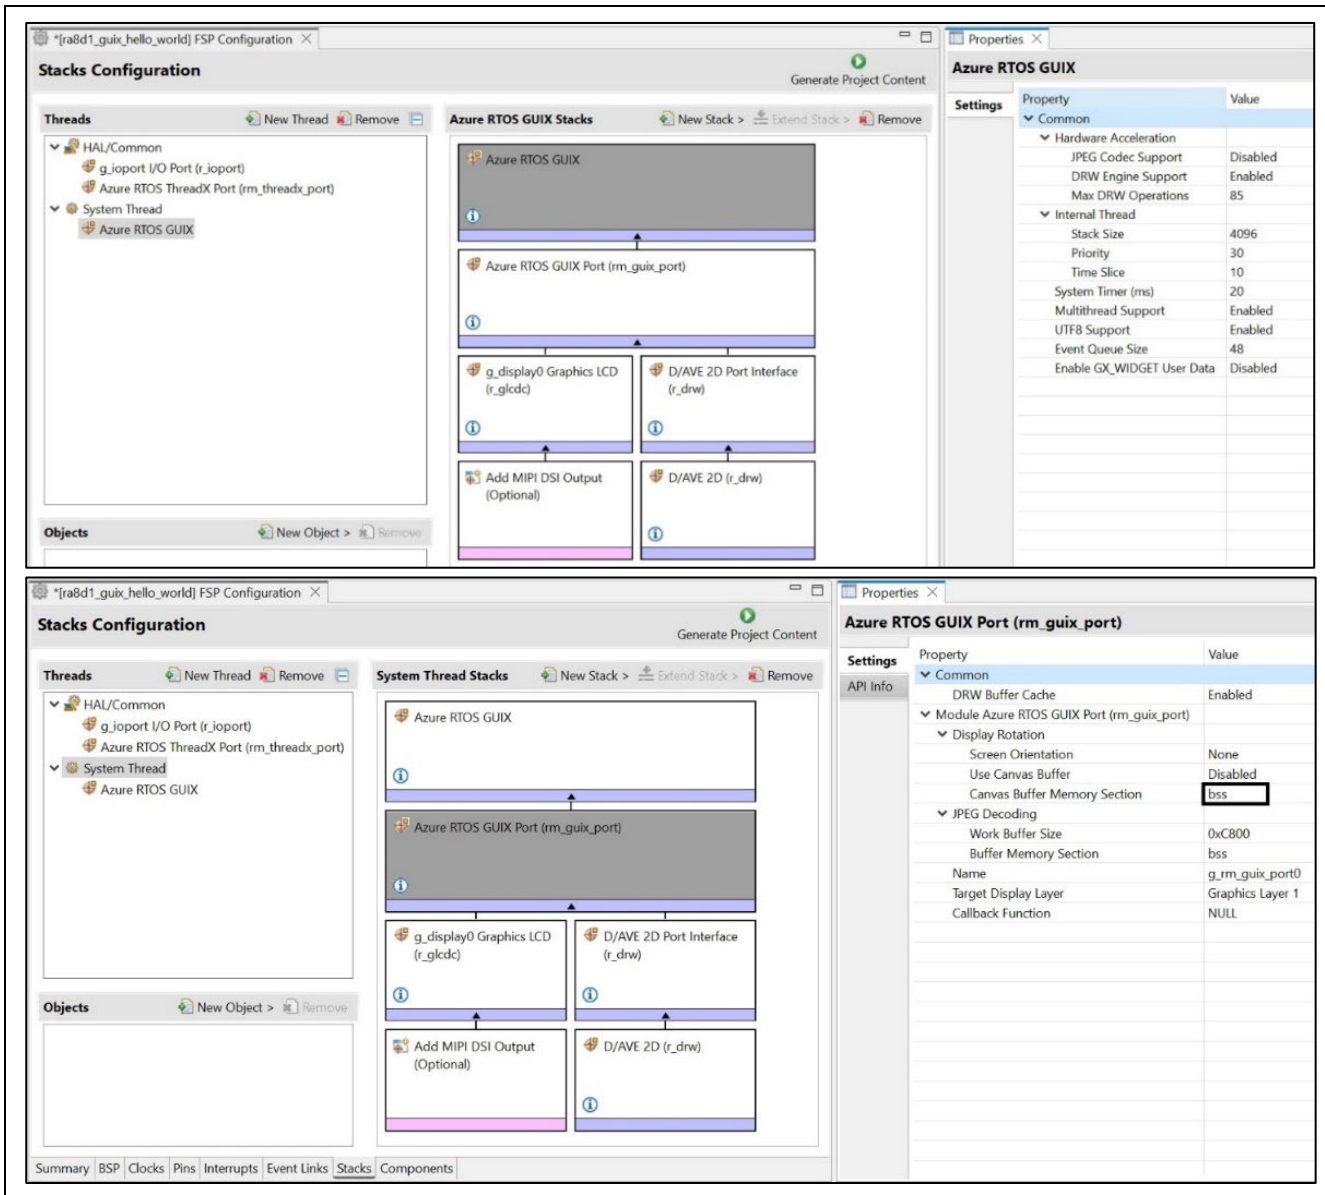 *[ra8d1_guix_hello_world] FSP Configuration
Stacks Configuration
Generate Project Content
Threads
New Thread Remove
HAL/Common
g_ioport I/O Port (r_ioport)
Azure RTOS ThreadX Port (rm_threadx_port)
System Thread
Azure RTOS GUIX
Objects
New Object > Remove
Azure RTOS GUIX Stacks
New Stack > Extend Stack > Remove
Azure RTOS GUIX
Azure RTOS GUIX Port (rm_guix_port)
g_display0 Graphics LCD
(r_glcdc)
D/AVE 2D Port Interface
(r_drw)
Add MIPI DSI Output
(Optional)
D/AVE 2D (r_drw)
Properties
Azure RTOS GUIX
Settings
Property Value
Common
Hardware Acceleration
JPEG Codec Support Disabled
DRW Engine Support Enabled
Max DRW Operations 85
Internal Thread
Stack Size 4096
Priority 30
Time Slice 10
System Timer (ms) 20
Multithread Support Enabled
UTF8 Support Enabled
Event Queue Size 48
Enable GX_WIDGET User Data Disabled
*[ra8d1_guix_hello_world] FSP Configuration
Stacks Configuration
Generate Project Content
Threads
New Thread Remove
HAL/Common
g_ioport I/O Port (r_ioport)
Azure RTOS ThreadX Port (rm_threadx_port)
System Thread
Azure RTOS GUIX
Objects
New Object > Remove
System Thread Stacks
New Stack > Extend Stack > Remove
Azure RTOS GUIX
Azure RTOS GUIX Port (rm_guix_port)
g_display0 Graphics LCD
(r_glcdc)
D/AVE 2D Port Interface
(r_drw)
Add MIPI DSI Output
(Optional)
D/AVE 2D (r_drw)
Summary BSP Clocks Pins Interrupts Event Links Stacks Components
Properties
Azure RTOS GUIX Port (rm_guix_port)
Settings
API Info
Property Value
Common
DRW Buffer Cache Enabled
Module Azure RTOS GUIX Port (rm_guix_port)
Display Rotation
Screen Orientation None
Use Canvas Buffer Disabled
Canvas Buffer Memory Section bss
JPEG Decoding
Work Buffer Size 0xC800
Buffer Memory Section bss
Name g_rm_guix_port0
Target Display Layer Graphics Layer 1
Callback Function NULL